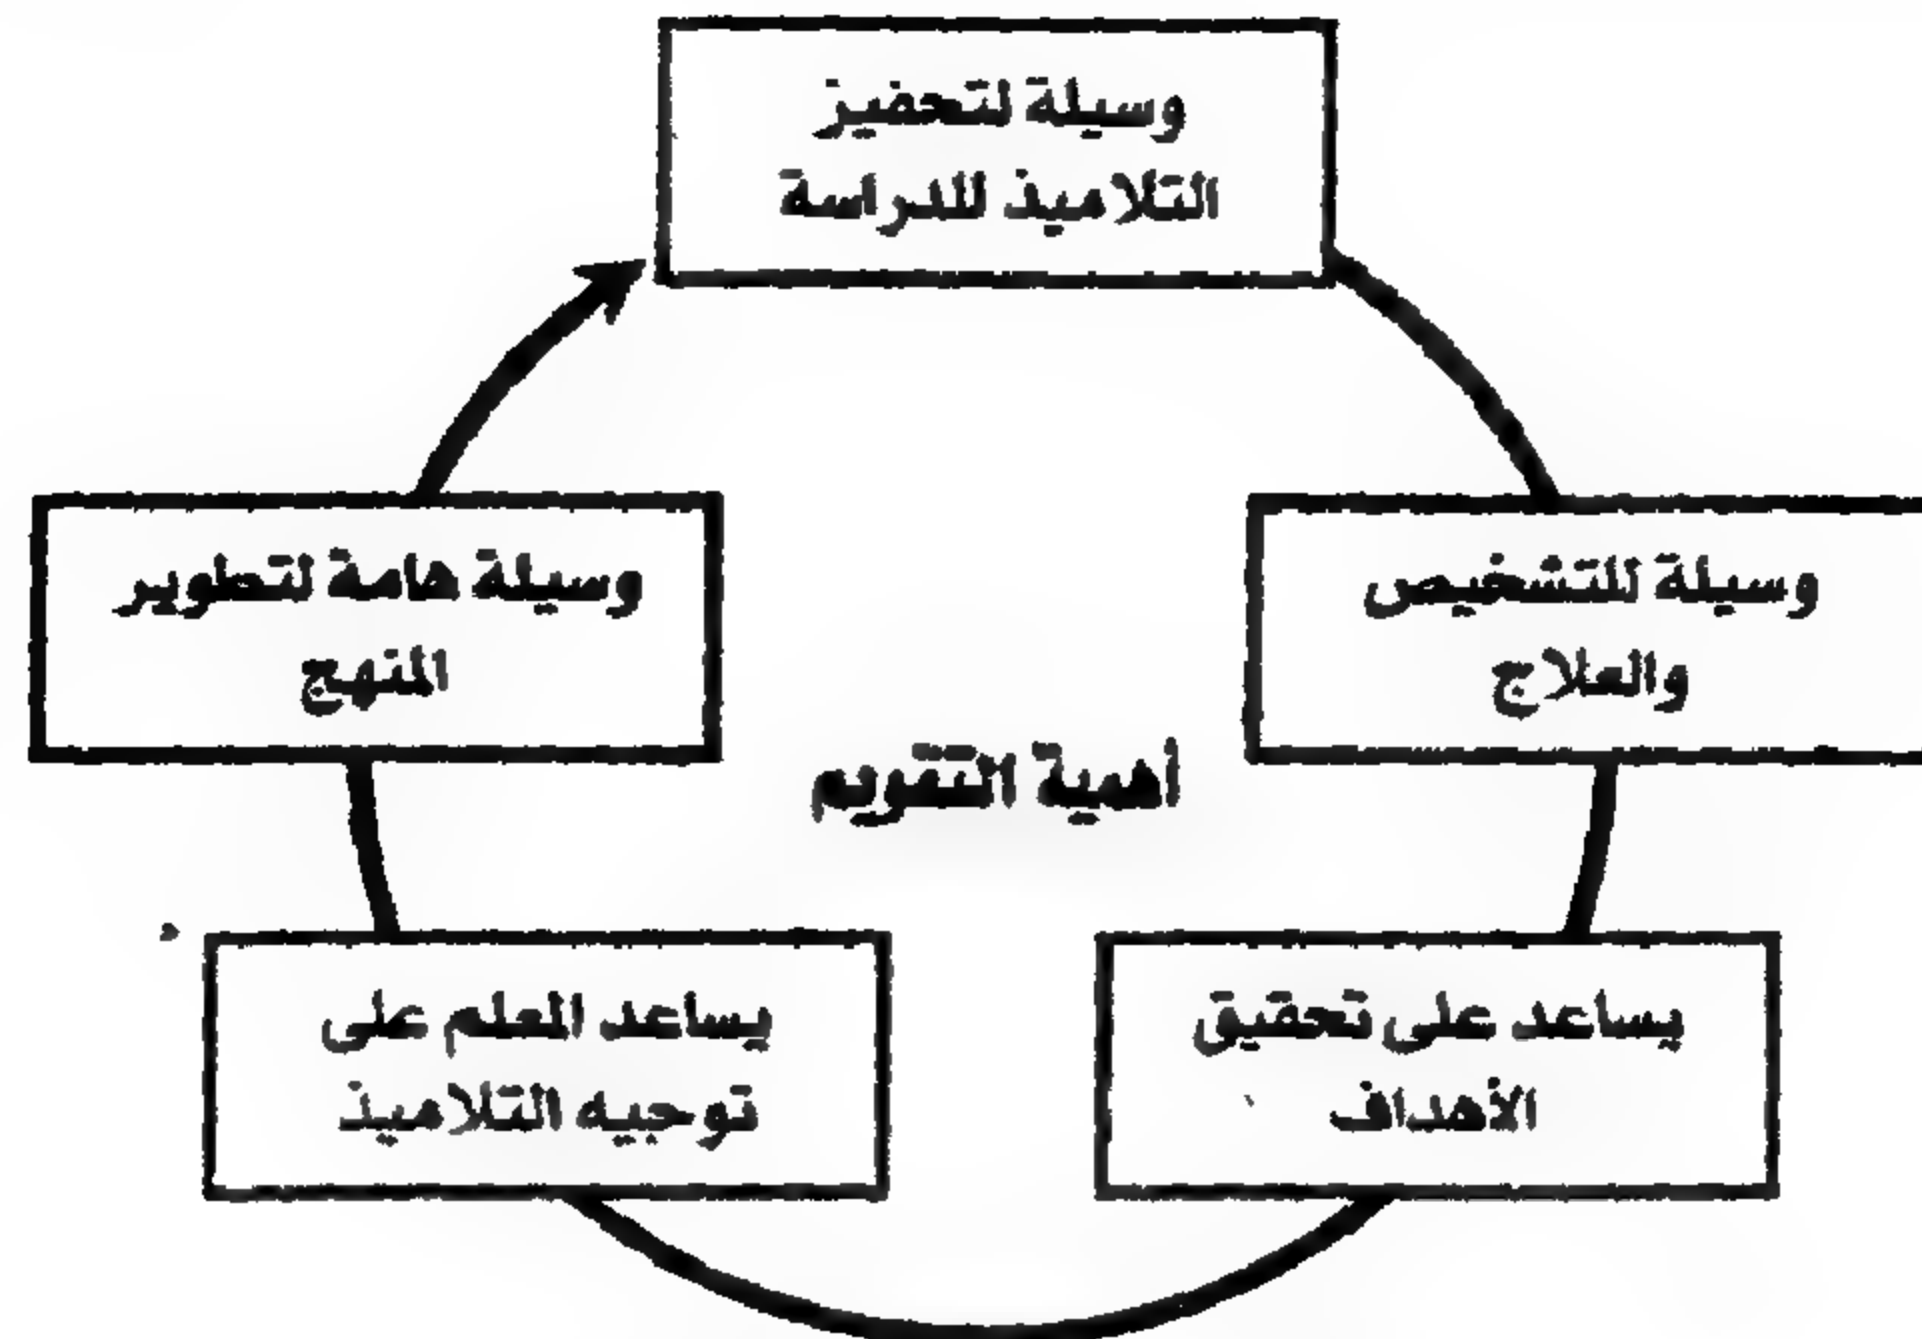 وسيلة لتحفيز
التلاميذ للدراسة
وسيلة للتشخيص
والعلاج
وسيلة هامة لتطوير
المنهج
أهمية التقويم
يساعد على تحقيق
الأهداف
يساعد المعلم على
توجيه التلاميذ